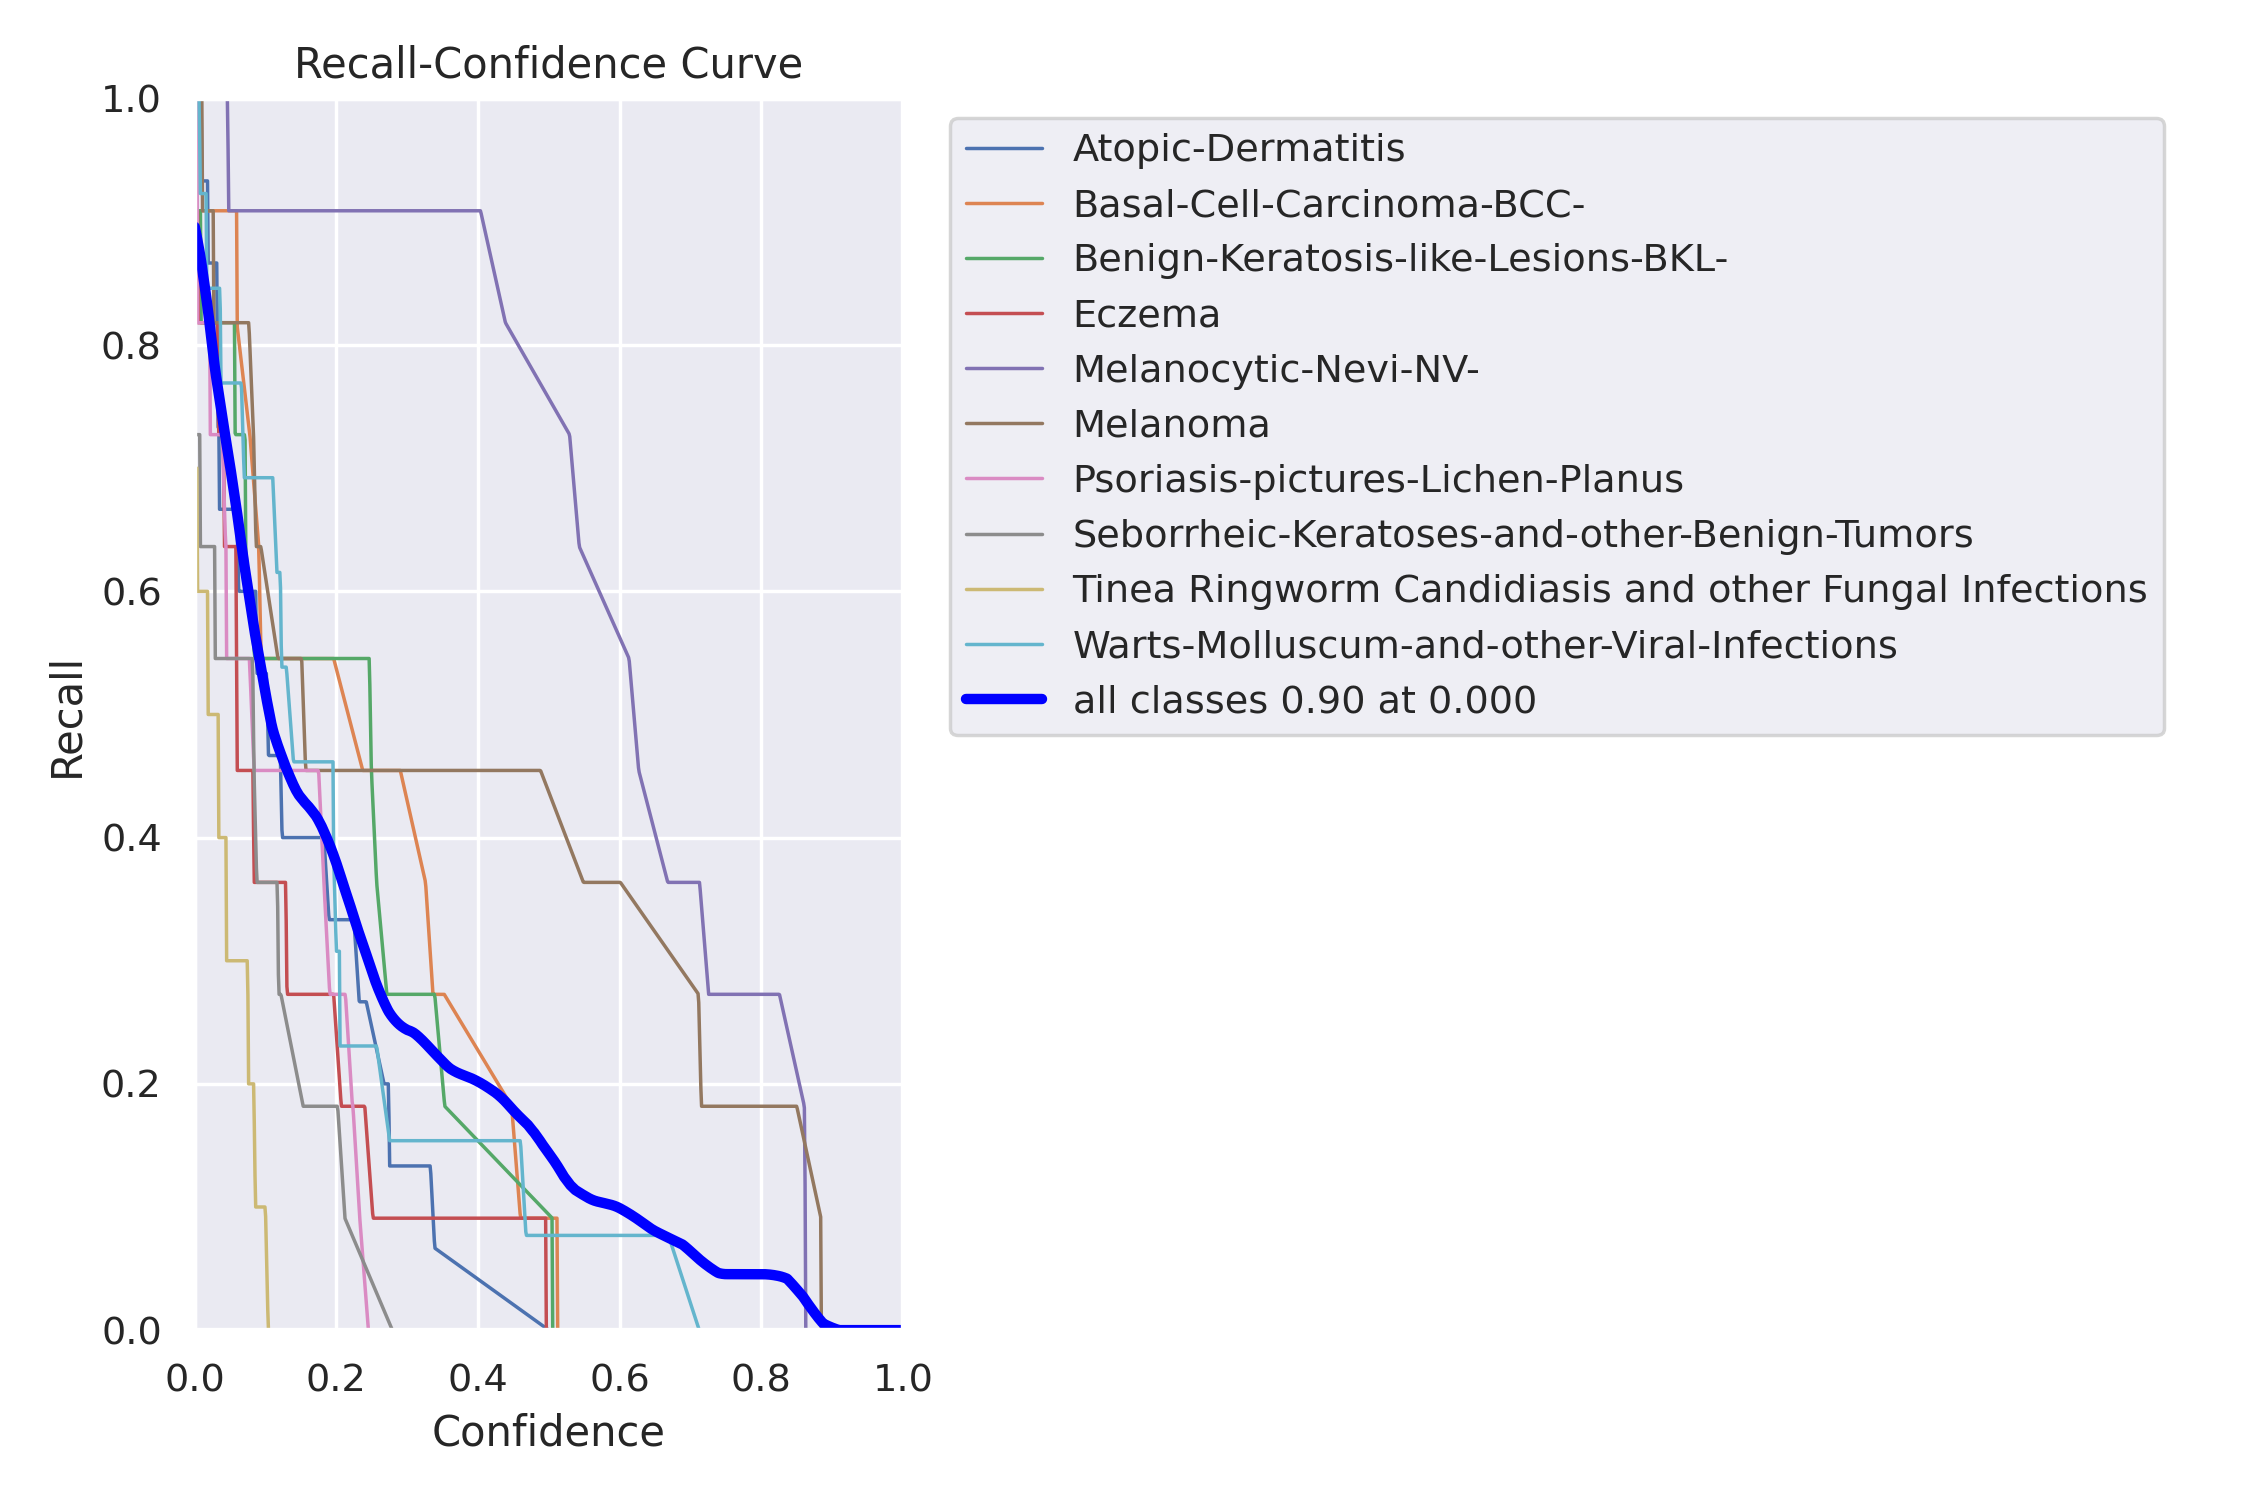 Recall-Confidence Curve
1.0
0.8
0.6
0.4
0.2
0.0
Recall
0.0 0.2 0.4 0.6 0.8 1.0
Confidence
Atopic-Dermatitis
Basal-Cell-Carcinoma-BCC-
Benign-Keratosis-like-Lesions-BKL-
Eczema
Melanocytic-Nevi-NV-
Melanoma
Psoriasis-pictures-Lichen-Planus
Seborrheic-Keratoses-and-other-Benign-Tumors
Tinea Ringworm Candidiasis and other Fungal Infections
Warts-Molluscum-and-other-Viral-Infections
all classes 0.90 at 0.000